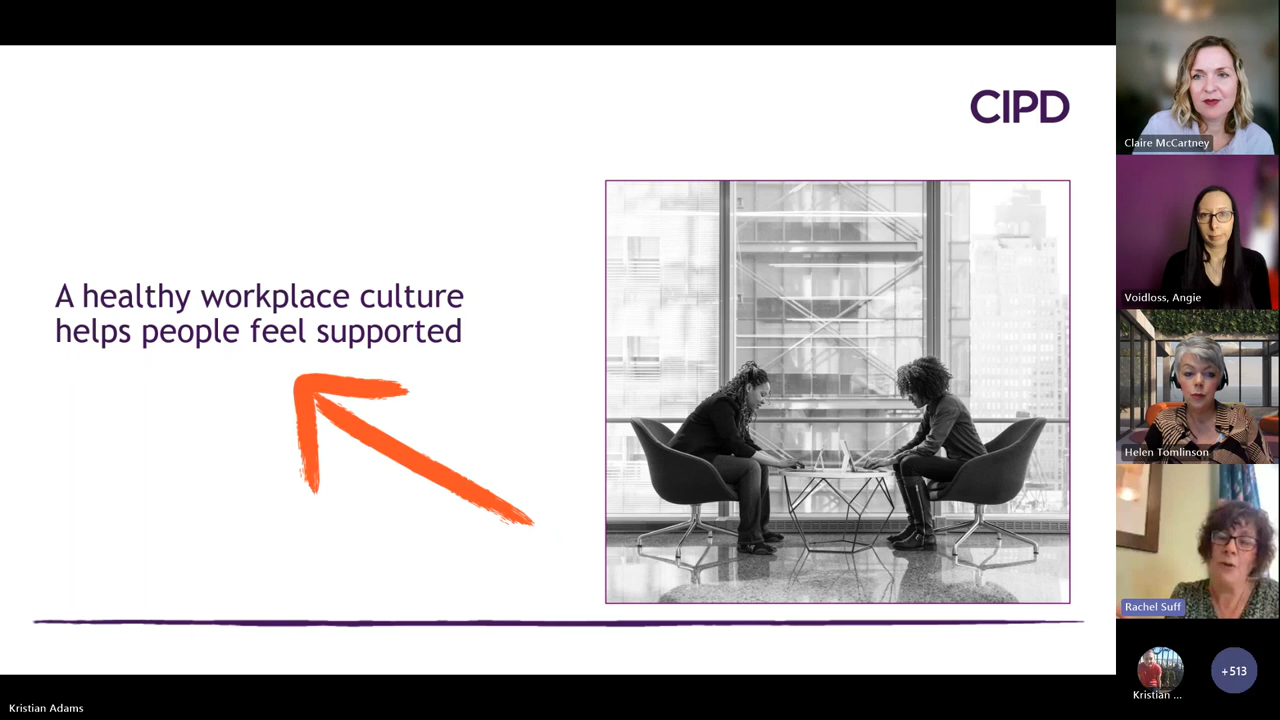 CIPD
A healthy workplace culture
helps people feel supported
Claire McCartney
Voidloss, Angie
Helen Tomlinson
Rachel Suff
Kristian ...
+513
Kristian Adams